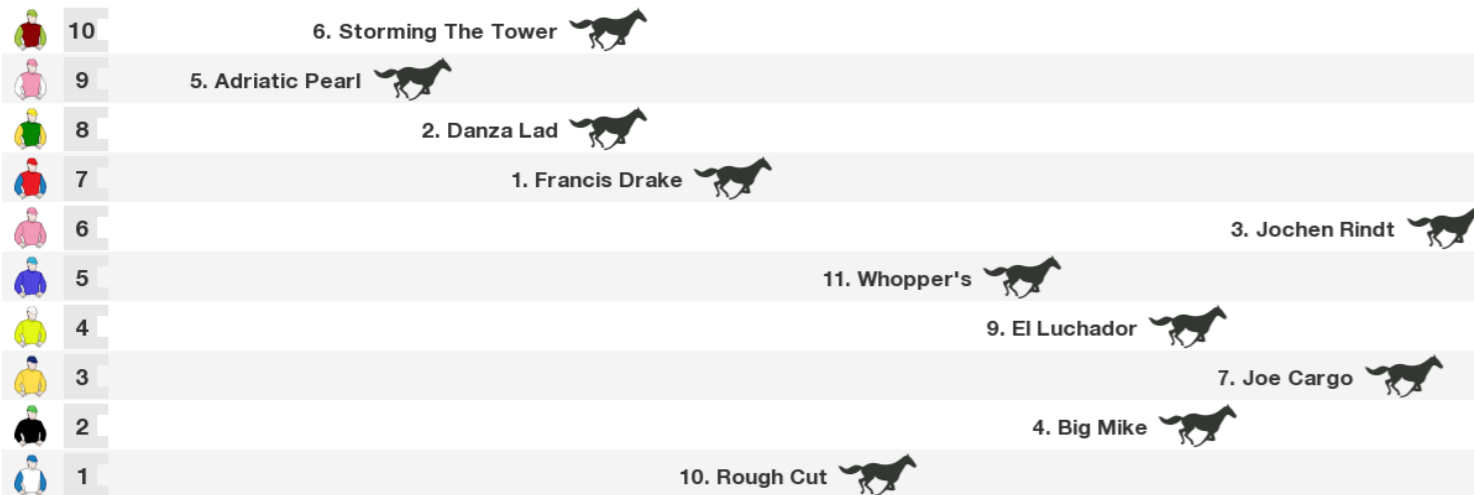 10 6. Storming The Tower
9 5. Adriatic Pearl
8 2. Danza Lad
7 1. Francis Drake
6 3. Jochen Rindt
5 11. Whopper's
4 9. El Luchador
3 7. Joe Cargo
2 4. Big Mike
1 10. Rough Cut